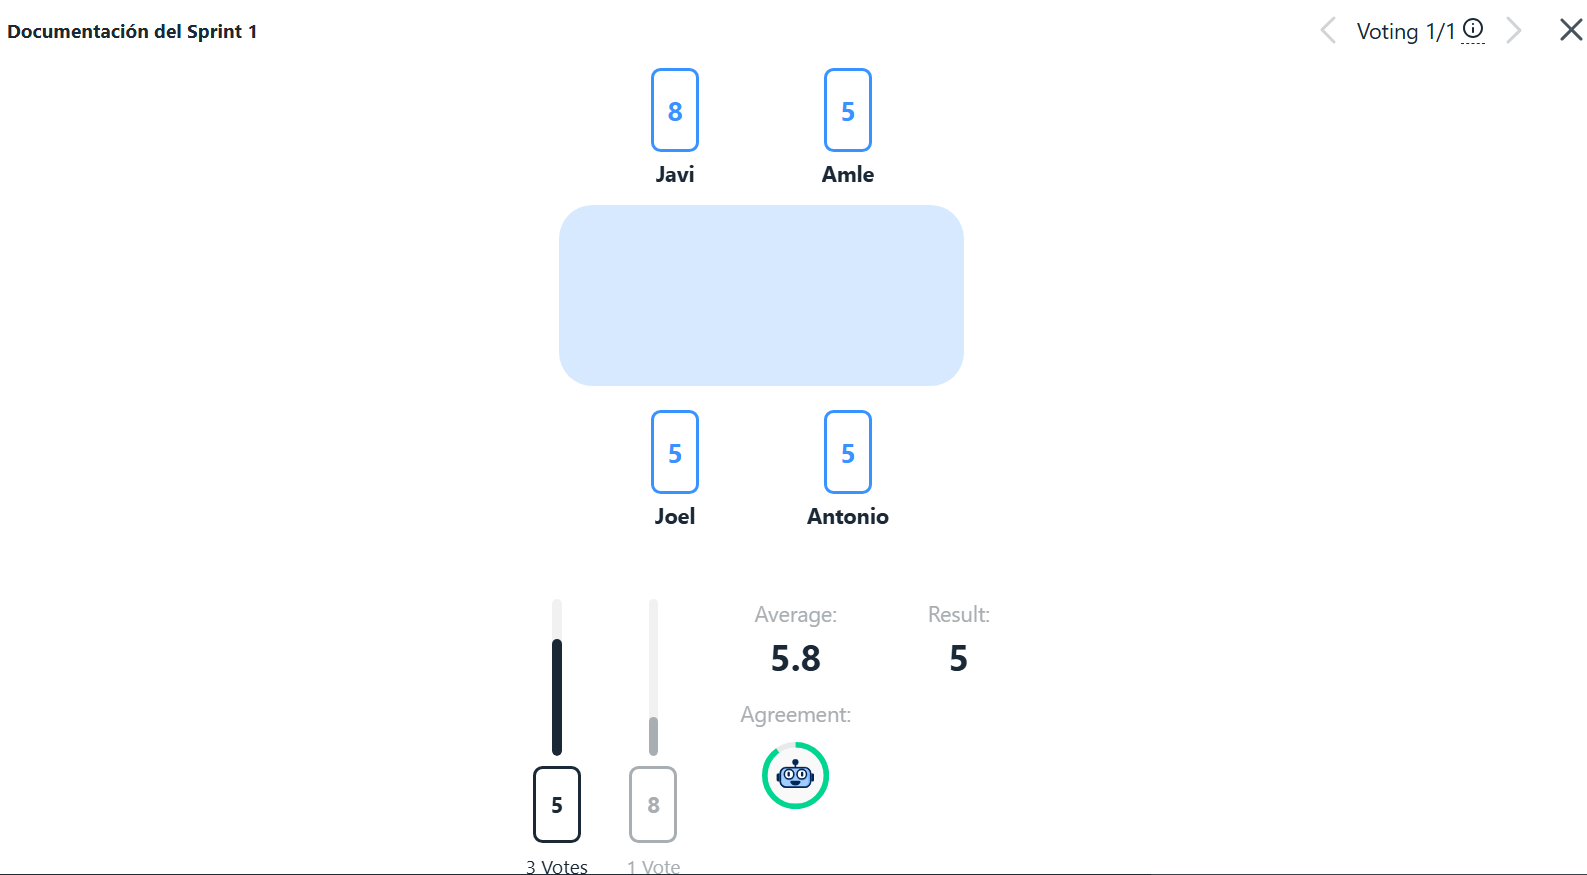 Documentación del Sprint 1
Voting 1/1
8
5
Javi
Amle
5
5
Joel
Antonio
Average:
Result:
5.8
5
Agreement:
5
8
3 Votes
1 Vote